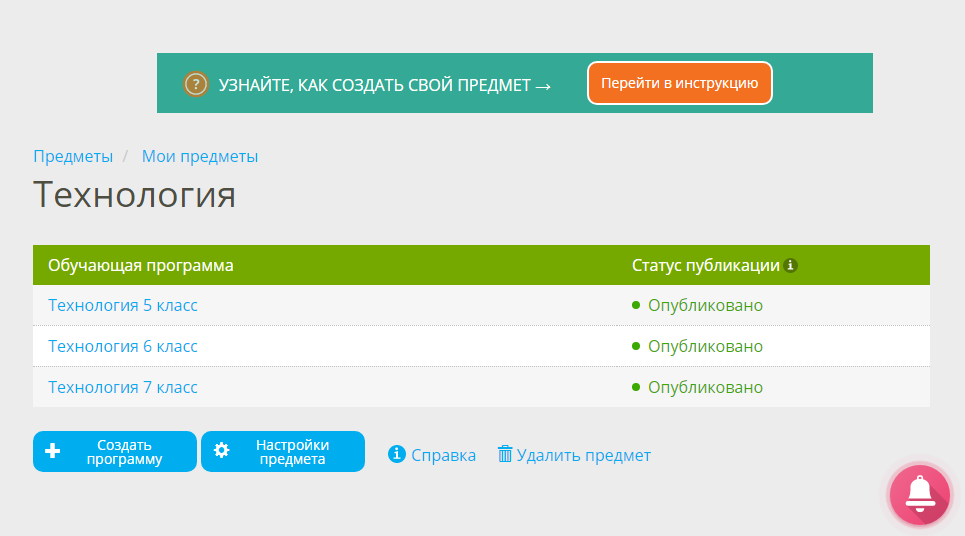 ? УЗНАЙТЕ, КАК СОЗДАТЬ СВОЙ ПРЕДМЕТ → Перейти в инструкцию
Предметы / Мои предметы
Технология
Обучающая программа Статус публикации i
Технология 5 класс Опубликовано
Технология 6 класс Опубликовано
Технология 7 класс Опубликовано
Создать
программу
Настройки
предмета
Справка
Удалить предмет